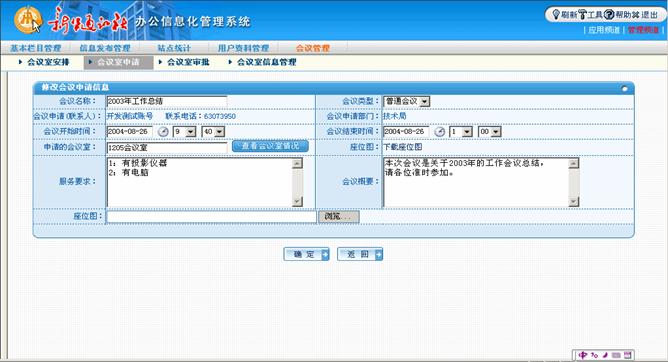 新华通讯社 办公信息化管理系统
刷新 工具 帮助 退出
| 应用频道 | 管理频道
基本栏目管理 信息发布管理 站点统计 用户资料管理 会议管理
会议室安排 会议室申请 会议室审批 会议室信息管理
修改会议申请信息
会议名称： 2003年工作总结 会议类型： 普通会议
会议申请(联系人)： 开发测试账号 联系电话：63073950 会议申请部门： 技术局
会议开始时间： 2004-08-26 9 40 会议结束时间： 2004-08-26 1 00
申请的会议室： 1205会议室 查看会议室情况 座位图： 下载座位图
服务要求： 1：有投影仪器
2：有电脑
会议概要： 本次会议是关于2003年的工作会议总结，
请各位准时参加。
座位图： 浏览...
确 定 返 回
中